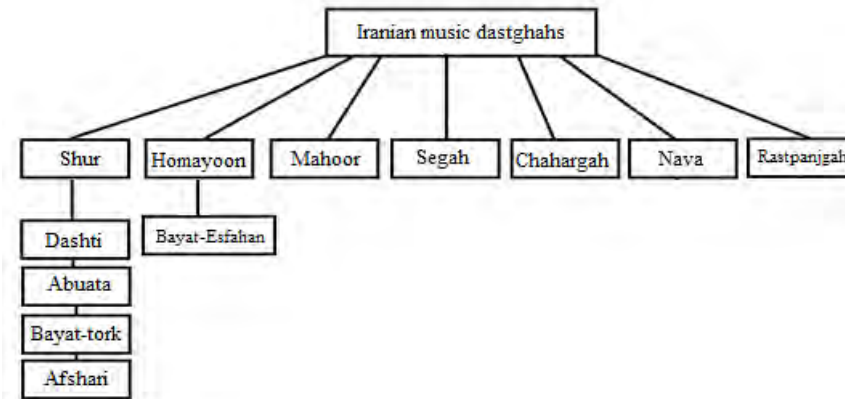 Iranian music dastghahs
Shur
Homayoon
Mahoor
Segah
Chahargah
Nava
Rastpanjgah
Dashti
Bayat-Esfahan
Abuata
Bayat-tork
Afshari